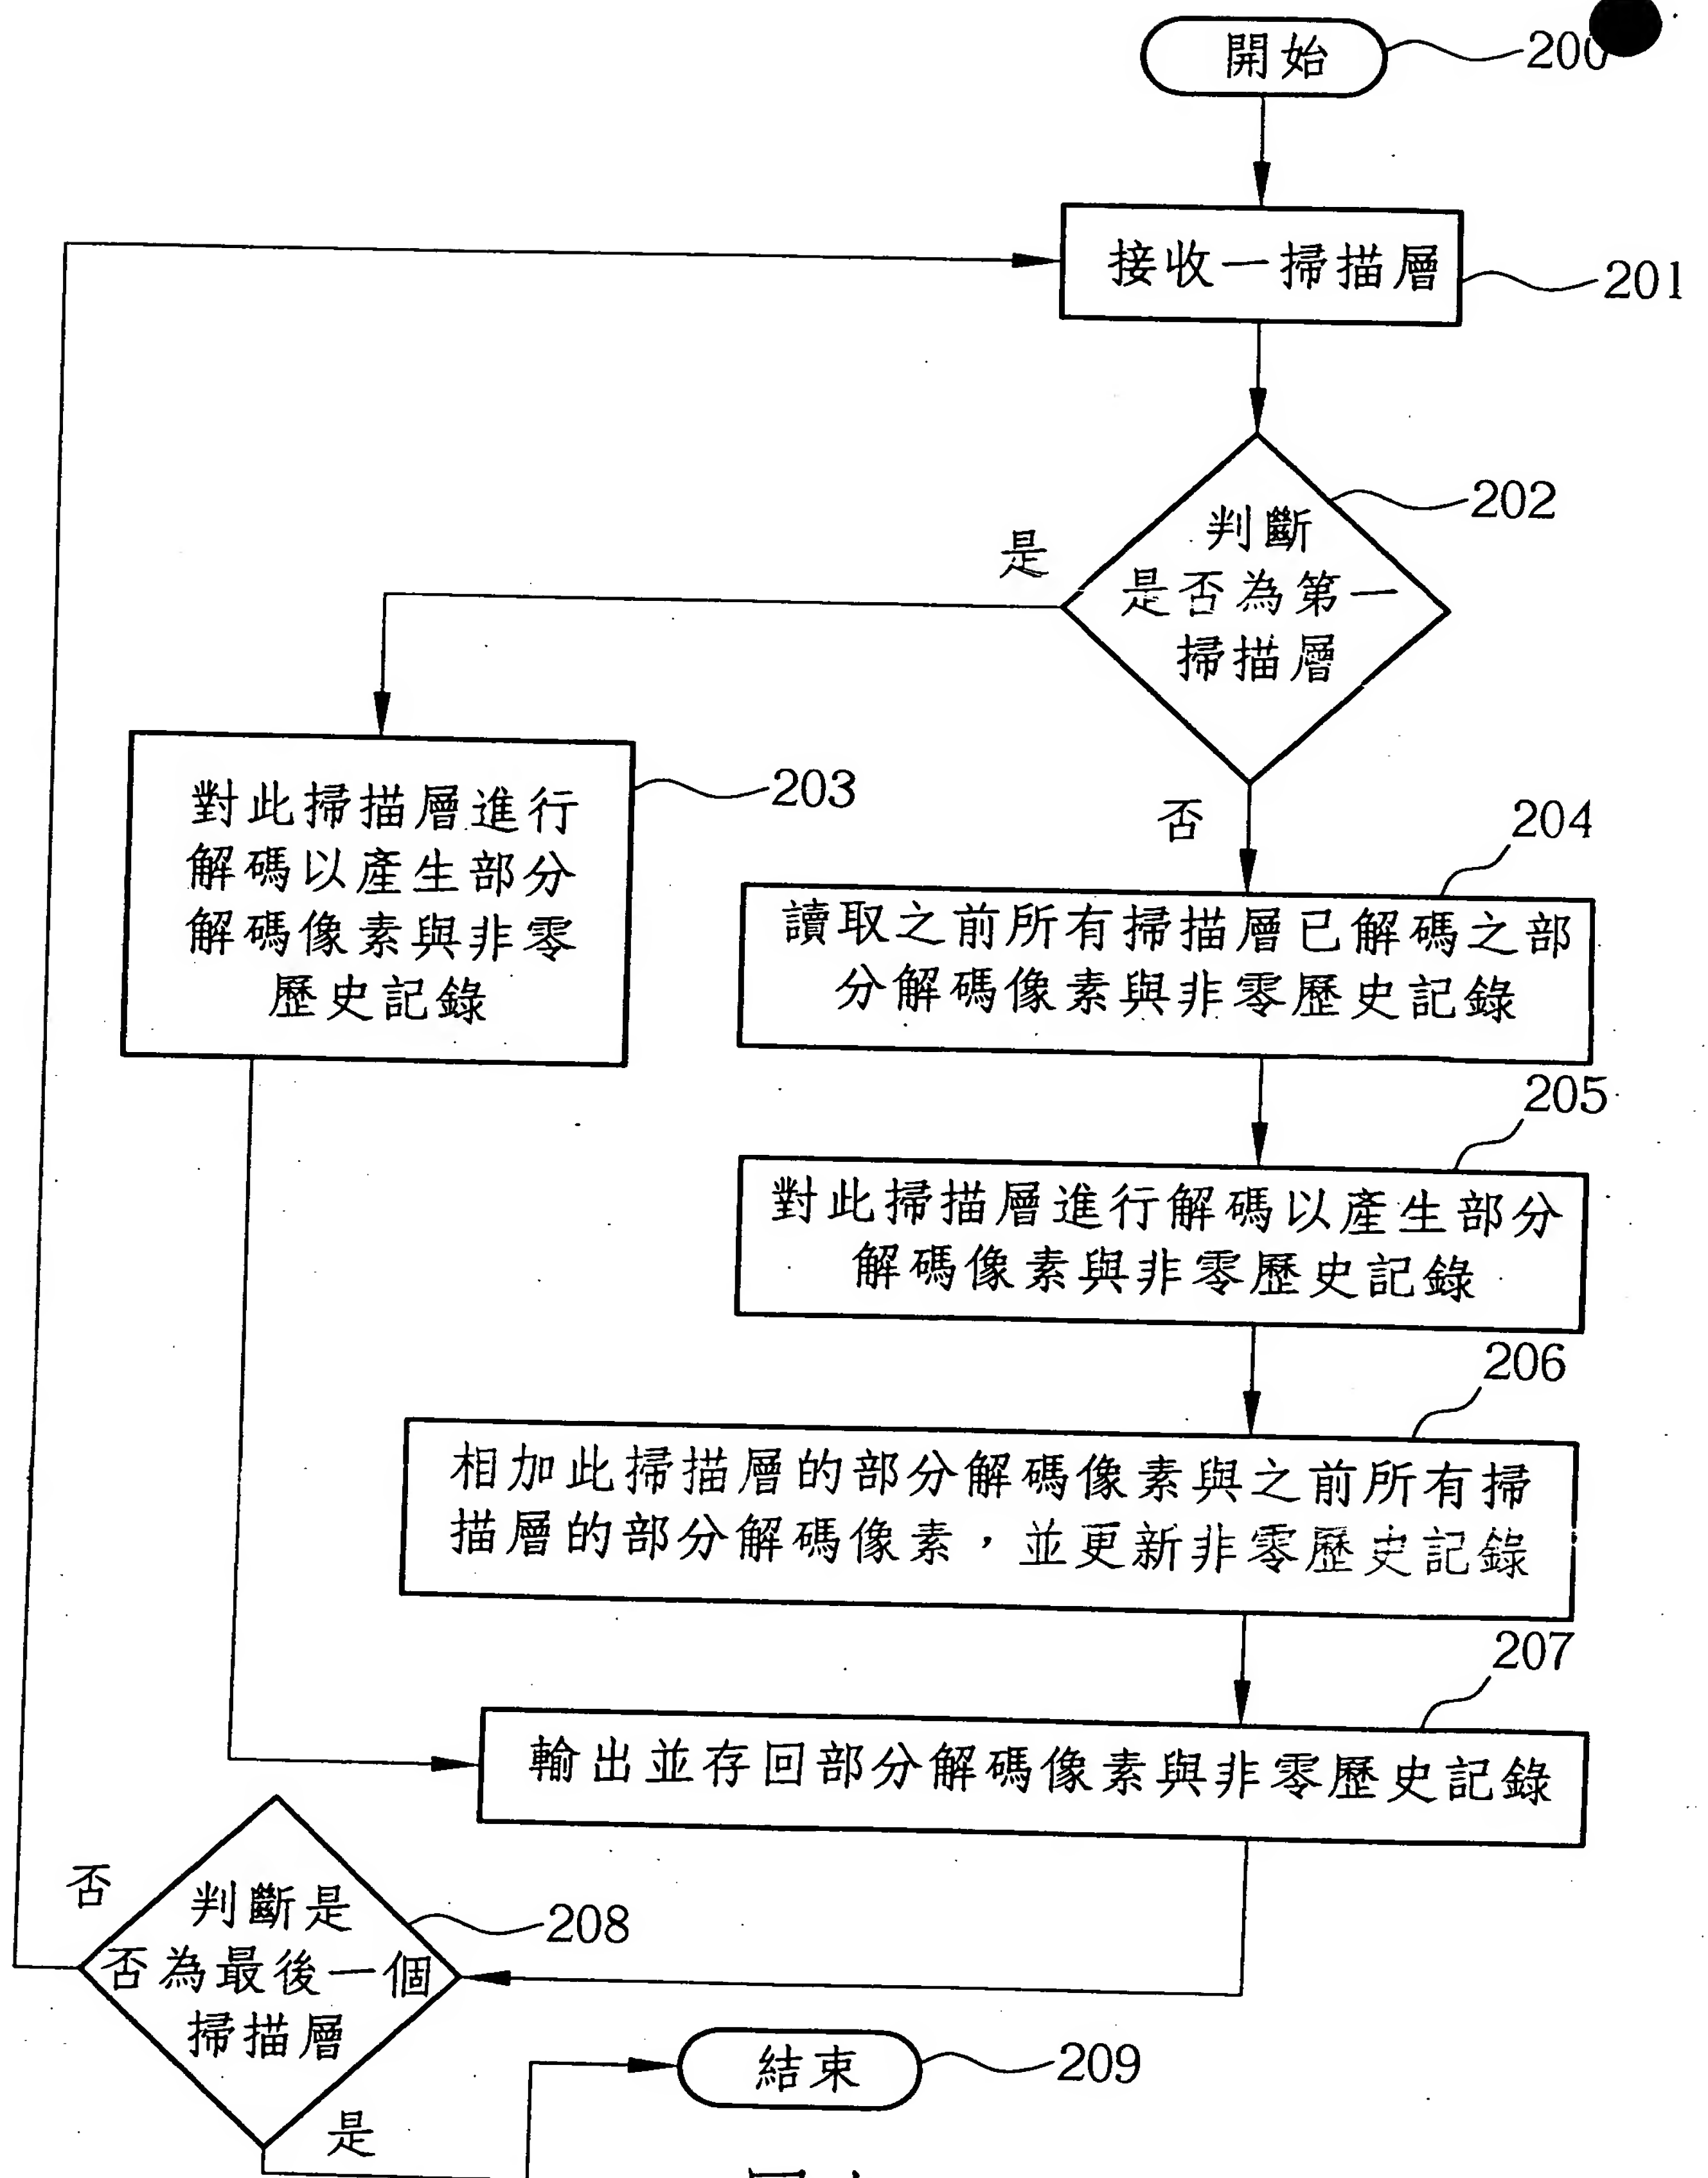 開始
200
接收一掃描層
201
202
判斷
是否為第一
掃描層
是
否
203
對此掃描層進行
解碼以產生部分
解碼像素與非零
歷史記錄
204
讀取之前所有掃描層已解碼之部
分解碼像素與非零歷史記錄
205
對此掃描層進行解碼以產生部分
解碼像素與非零歷史記錄
206
相加此掃描層的部分解碼像素與之前所有掃
描層的部分解碼像素，並更新非零歷史記錄
207
輸出並存回部分解碼像素與非零歷史記錄
否
判斷是
否為最後一個
掃描層
208
是
結束
209